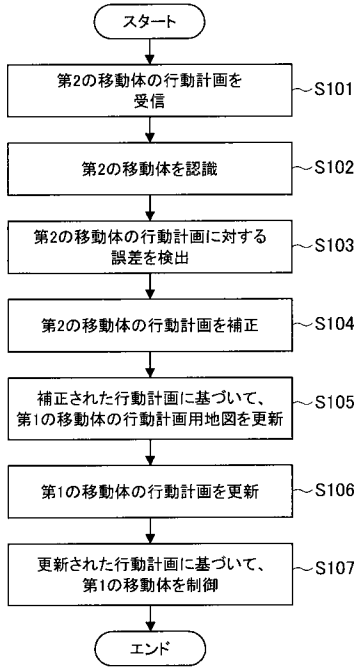 スタート
第2の移動体の行動計画を
受信
S101
第2の移動体を認識
S102
第2の移動体の行動計画に対する
誤差を検出
S103
第2の移動体の行動計画を補正
S104
補正された行動計画に基づいて、
第1の移動体の行動計画用地図を更新
S105
第1の移動体の行動計画を更新
S106
更新された行動計画に基づいて、
第1の移動体を制御
S107
エンド